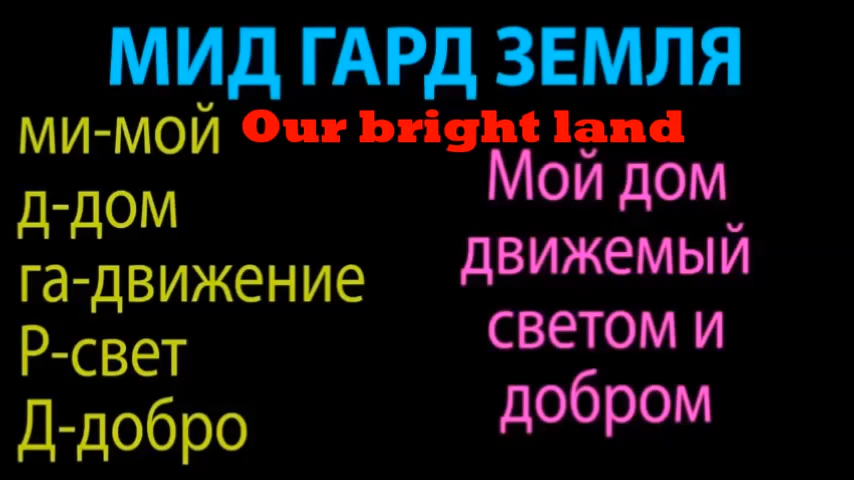 МИД ГАРД ЗЕМЛЯ
Our bright land
ми-мой
д-дом
га-движение
Р-свет
Д-добро
Мой дом
движемый
светом и
добром